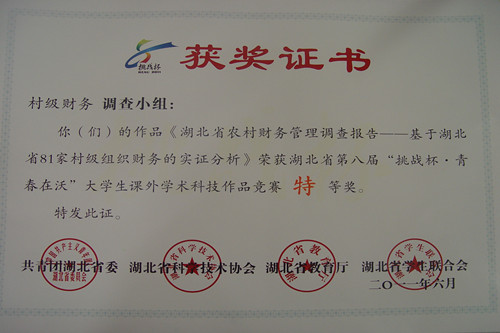 挑战杯
获奖证书
村级财务 调查小组：
你（们）的作品《湖北省农村财务管理调查报告——基于湖北
省81家村级组织财务的实证分析》荣获湖北省第八届“挑战杯·青
春在沃”大学生课外学术科技作品竞赛 特 等奖。
特发此证。
共青团湖北省委 湖北省科学技术协会 湖北省教育厅 湖北省学生联合会
二〇一一年六月